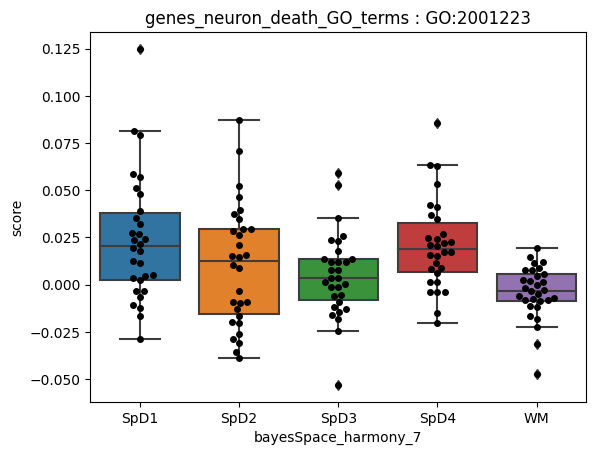 genes_neuron_death_GO_terms : GO:2001223
0.125
0.100
0.075
0.050
0.025
0.000
−0.025
−0.050
score
SpD1 SpD2 SpD3 SpD4 WM
bayesSpace_harmony_7